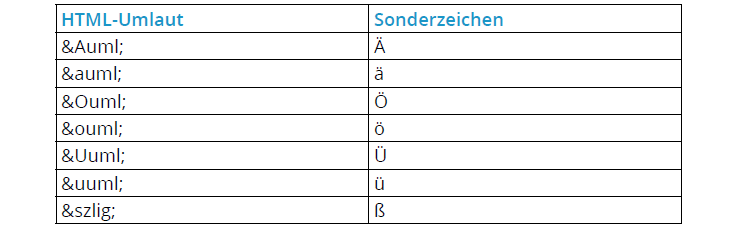 HTML-Umlaut Sonderzeichen
&Auml; Ä
&auml; ä
&Ouml; Ö
&ouml; ö
&Uuml; Ü
&uuml; ü
&szlig; ß